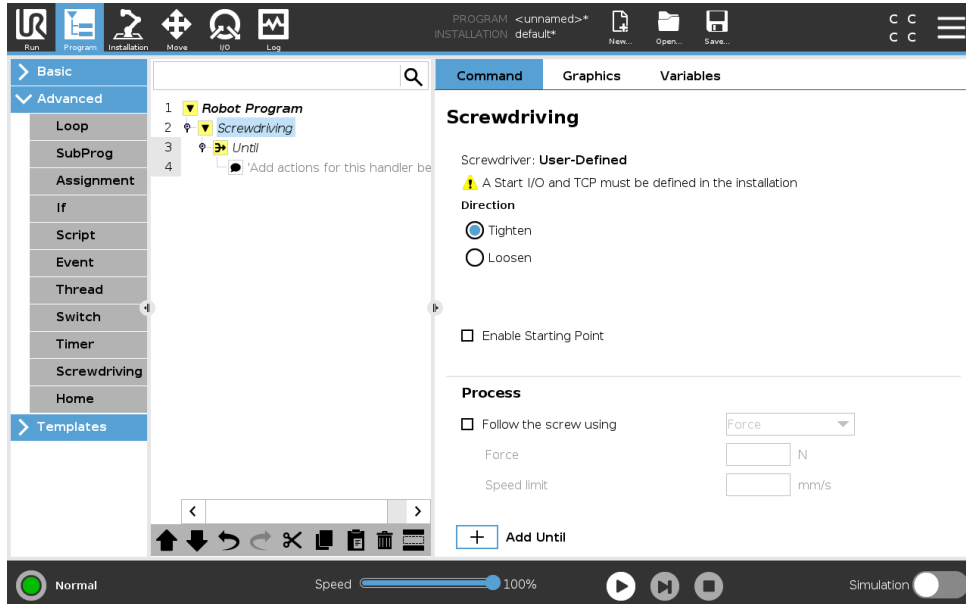 PROGRAM <unnamed>*
INSTALLATION default*
UR
Run
Program
Installation
Move
I/O
Log
New...
Open...
Save...
C C
C C
Basic
Advanced
Loop
SubProg
Assignment
If
Script
Event
Thread
Switch
Timer
Screwdriving
Home
Templates
1 Robot Program
2 Screwdriving
3 Until
4 'Add actions for this handler be
Command Graphics Variables
Screwdriving
Screwdriver: User-Defined
A Start I/O and TCP must be defined in the installation
Direction
Tighten
Loosen
Enable Starting Point
Process
Follow the screw using Force
Force N
Speed limit mm/s
+ Add Until
Normal
Speed 100%
Simulation